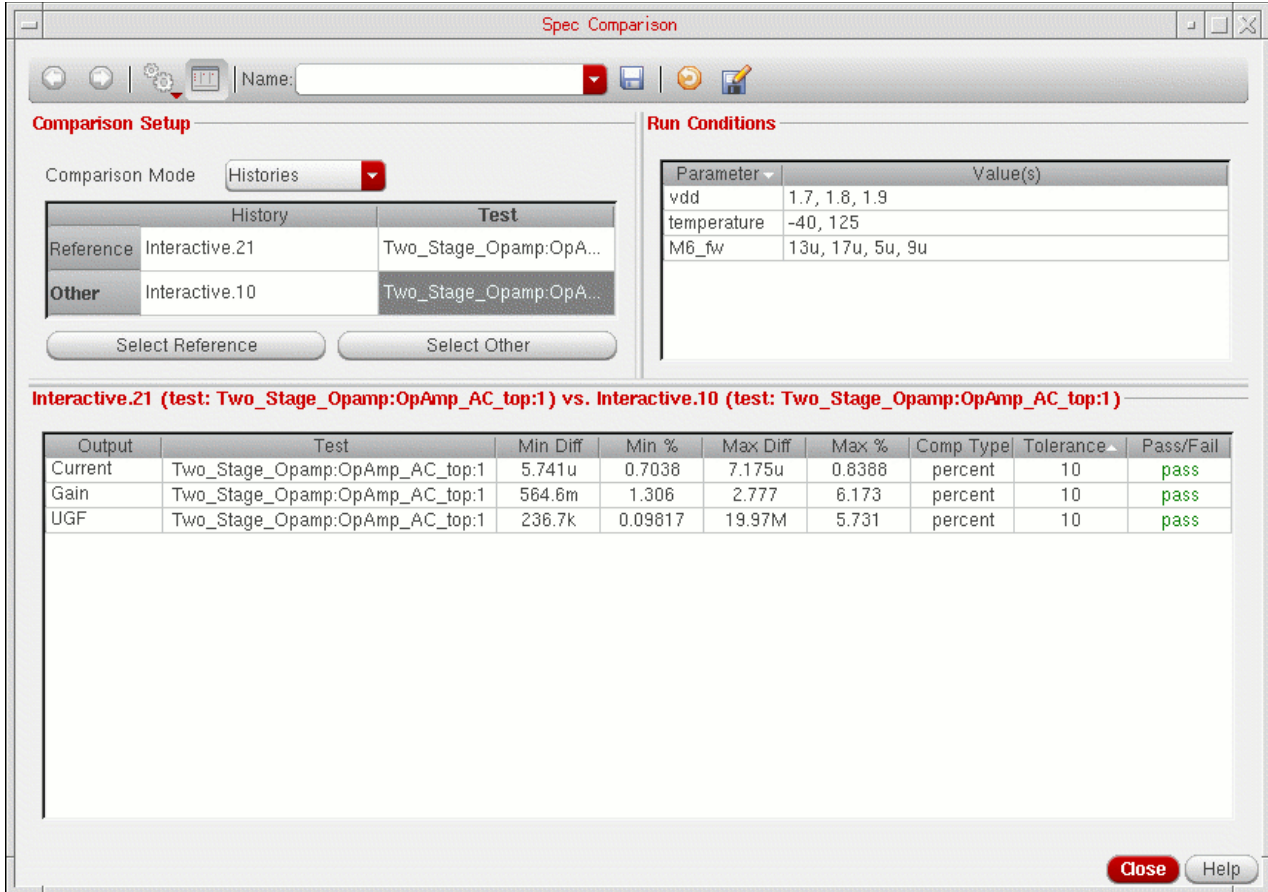 Spec Comparison
Name:
Comparison Setup
Comparison Mode Histories
History Test
Reference Interactive.21 Two_Stage_Opamp:OpA...
Other Interactive.10 Two_Stage_Opamp:OpA...
Select Reference Select Other
Run Conditions
Parameter Value(s)
vdd 1.7, 1.8, 1.9
temperature -40, 125
M6_fw 13u, 17u, 5u, 9u
Interactive.21 (test: Two_Stage_Opamp:OpAmp_AC_top:1) vs. Interactive.10 (test: Two_Stage_Opamp:OpAmp_AC_top:1)
Output Test Min Diff Min % Max Diff Max % Comp Type Tolerance Pass/Fail
Current Two_Stage_Opamp:OpAmp_AC_top:1 5.741u 0.7038 7.175u 0.8388 percent 10 pass
Gain Two_Stage_Opamp:OpAmp_AC_top:1 564.6m 1.306 2.777 6.173 percent 10 pass
UGF Two_Stage_Opamp:OpAmp_AC_top:1 236.7k 0.09817 19.97M 5.731 percent 10 pass
Close Help